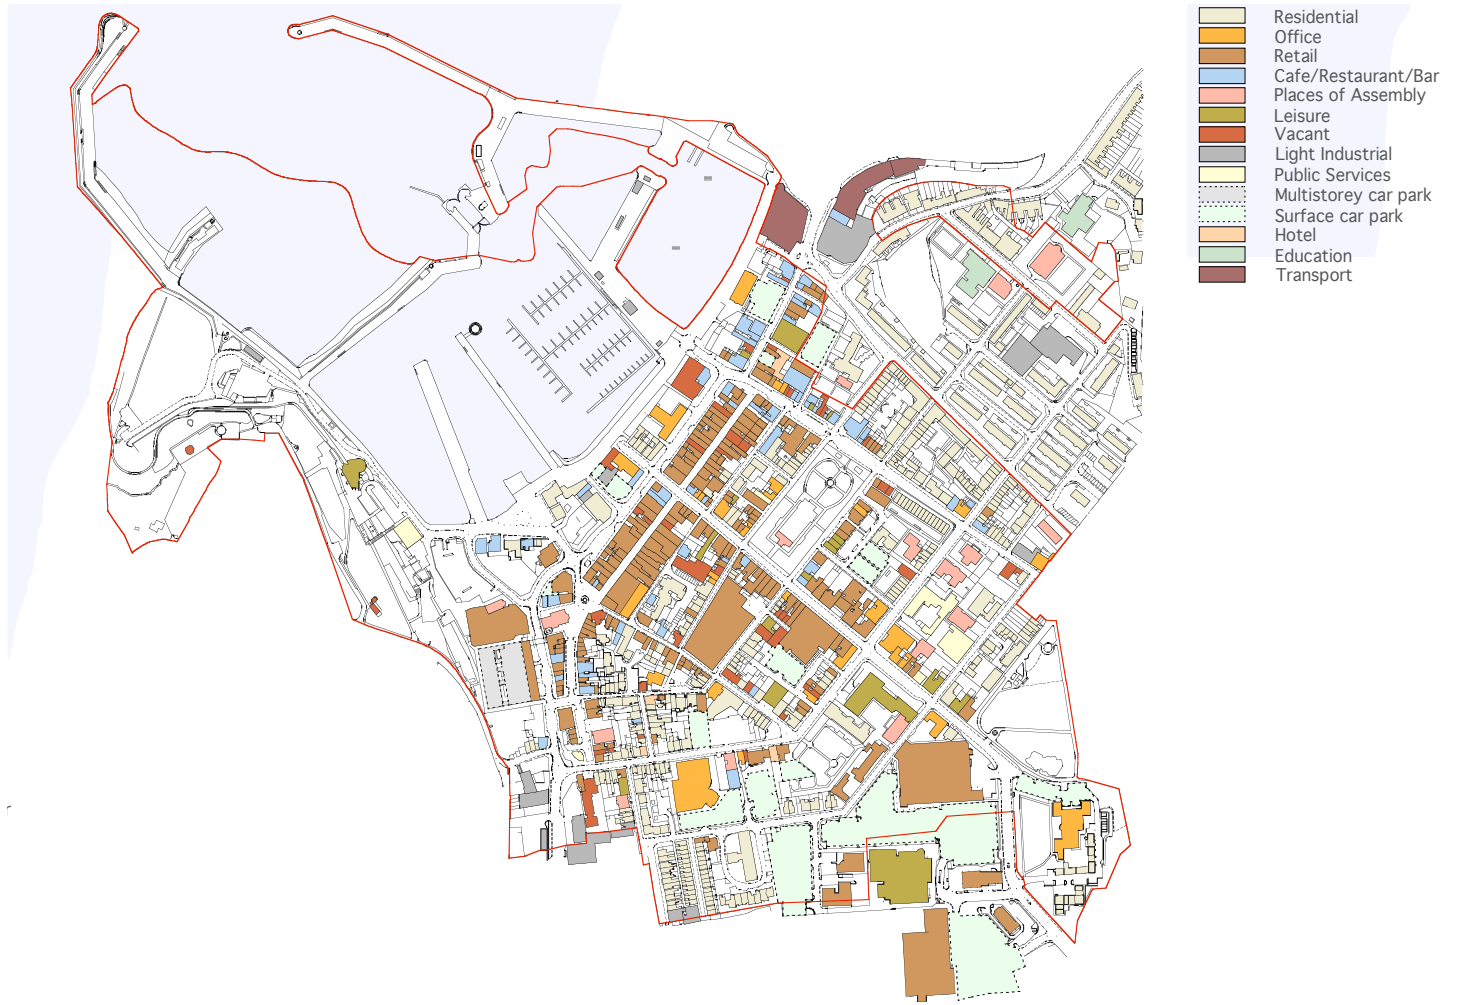 Residential
Office
Retail
Cafe/Restaurant/Bar
Places of Assembly
Leisure
Vacant
Light Industrial
Public Services
Multistorey car park
Surface car park
Hotel
Education
Transport